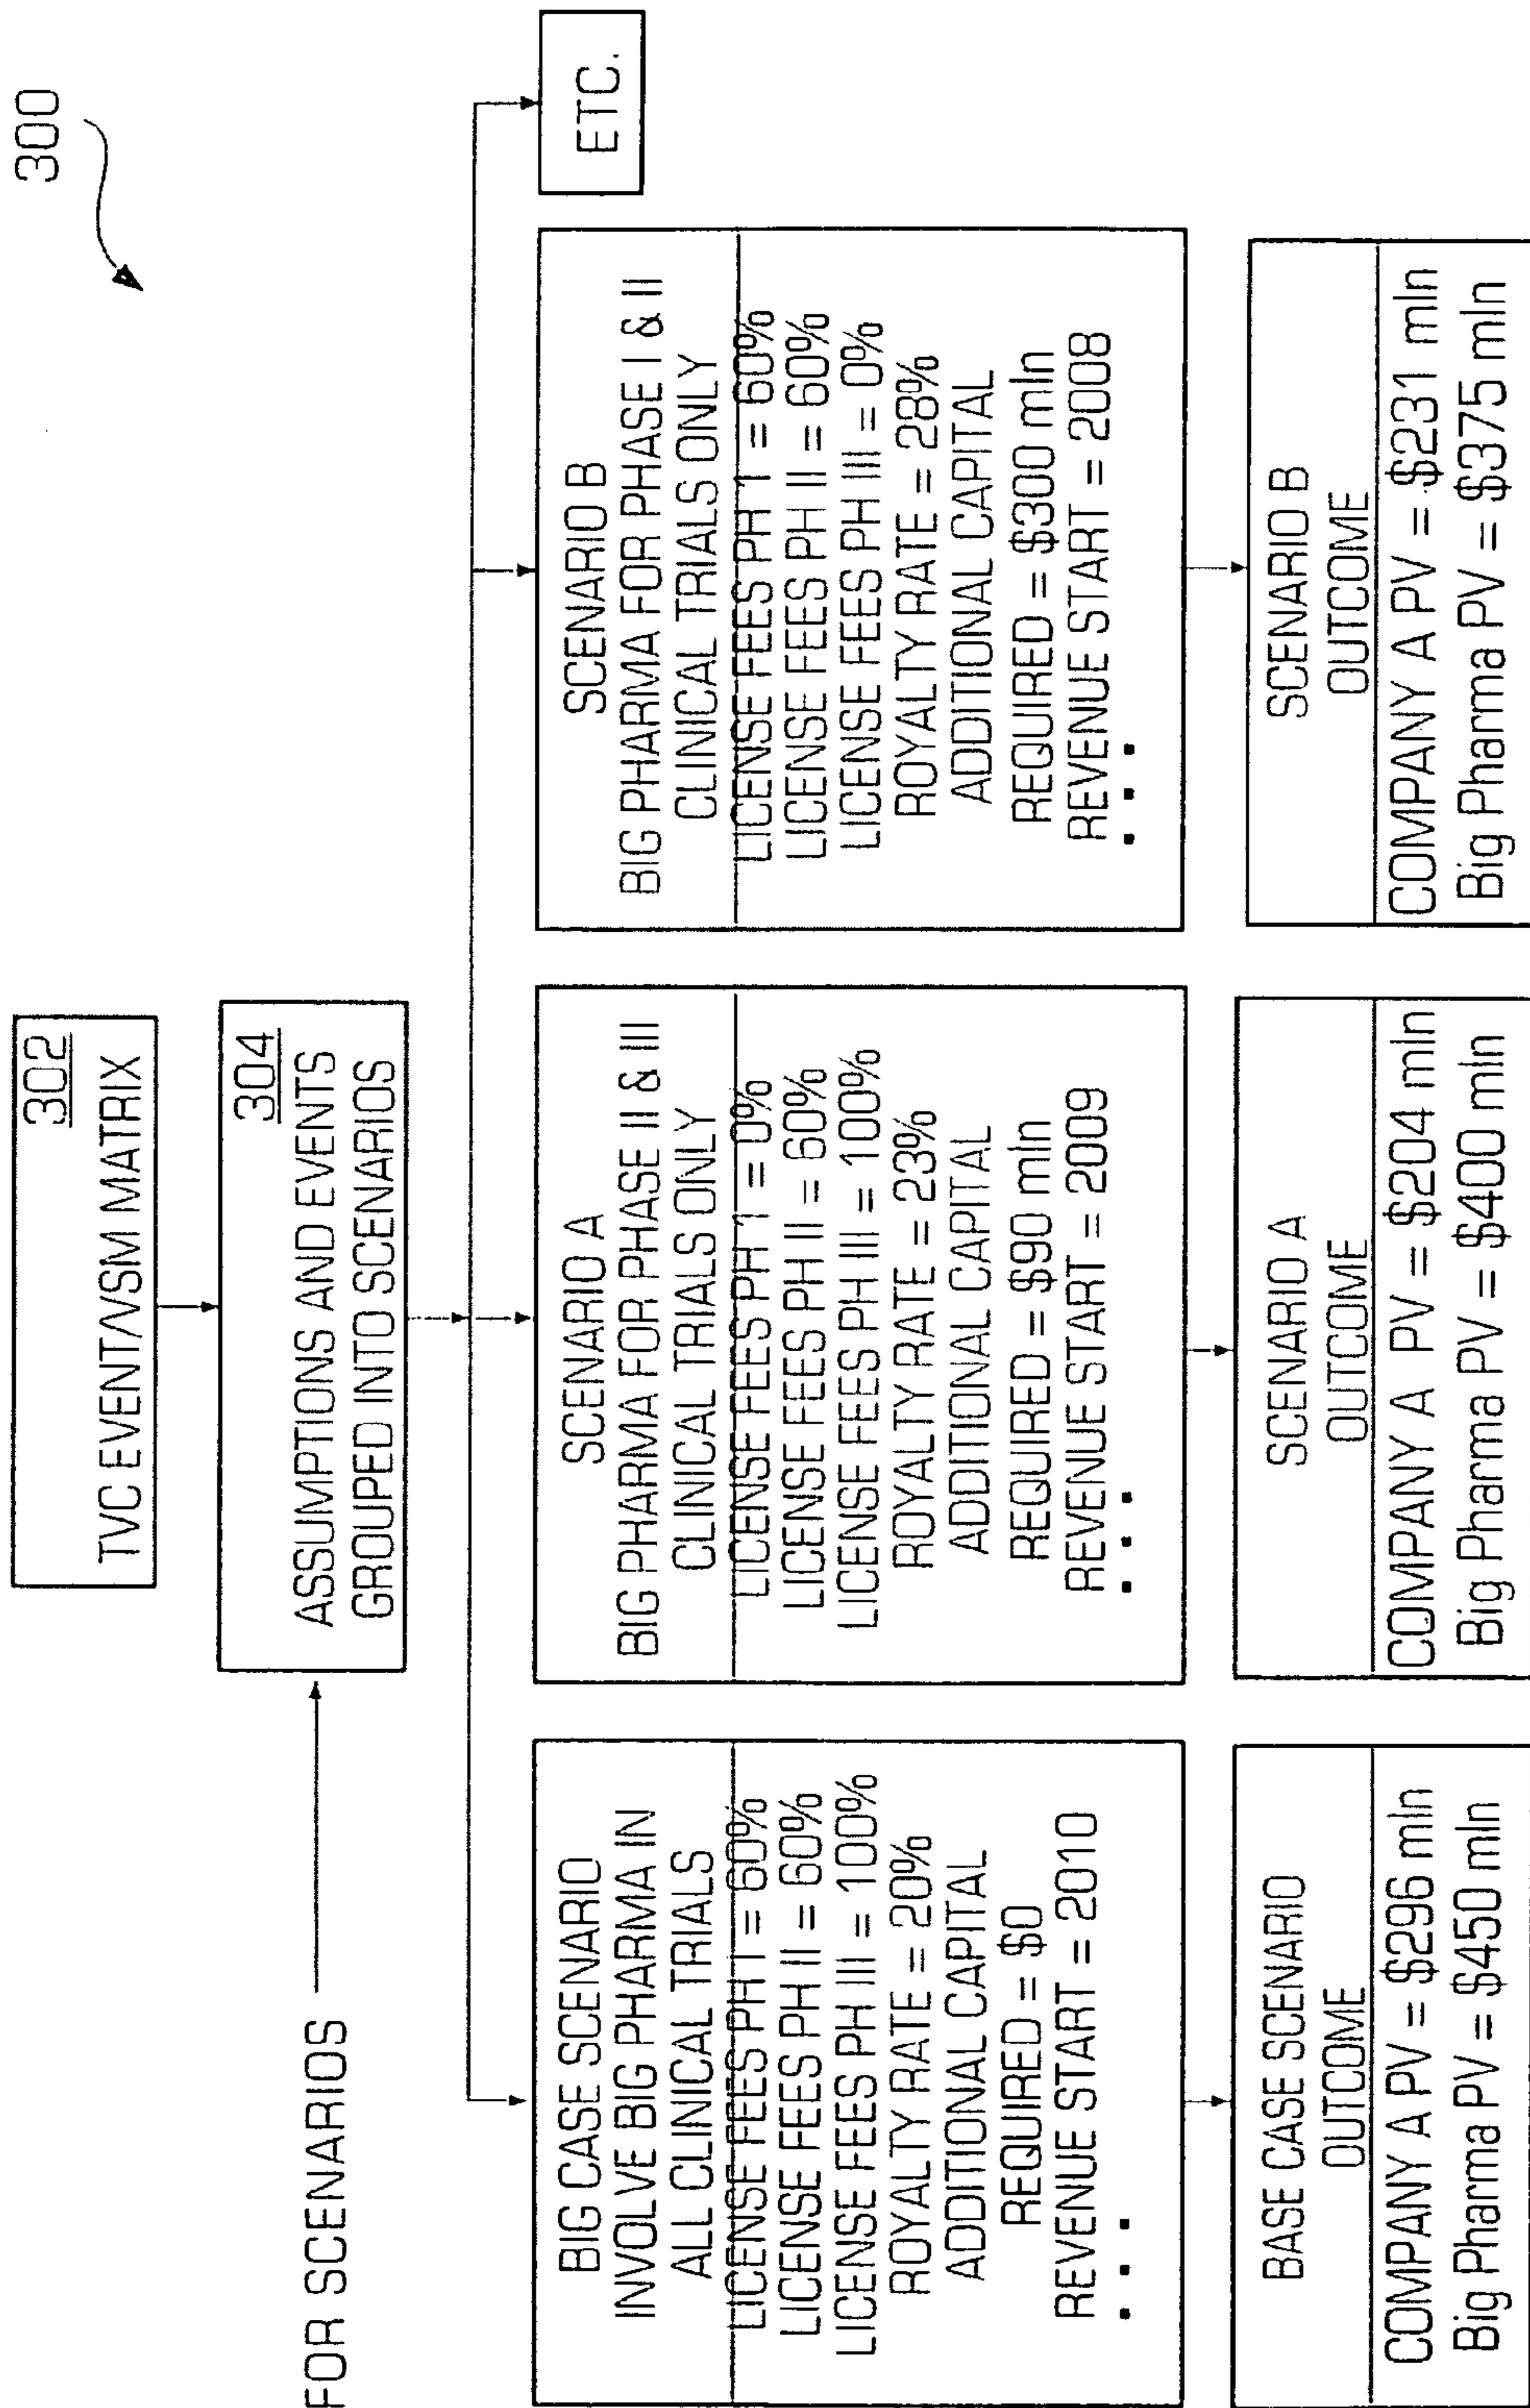 300
302
TVC EVENT/VSM MATRIX
FOR SCENARIOS
304
ASSUMPTIONS AND EVENTS
GROUPED INTO SCENARIOS
BIG CASE SCENARIO
INVOLVE BIG PHARMA IN
ALL CLINICAL TRIALS
LICENSE FEES PH 1 = 60%
LICENSE FEES PH II = 60%
LICENSE FEES PH III = 100%
ROYALTY RATE = 20%
ADDITIONAL CAPITAL
REQUIRED = $0
REVENUE START = 2010
. . .
SCENARIO A
BIG PHARMA FOR PHASE II & III
CLINICAL TRIALS ONLY
LICENSE FEES PH 1 = 0%
LICENSE FEES PH II = 60%
LICENSE FEES PH III = 100%
ROYALTY RATE = 23%
ADDITIONAL CAPITAL
REQUIRED = $90 mln
REVENUE START = 2009
. . .
SCENARIO B
BIG PHARMA FOR PHASE I & II
CLINICAL TRIALS ONLY
LICENSE FEES PH 1 = 60%
LICENSE FEES PH II = 60%
LICENSE FEES PH III = 0%
ROYALTY RATE = 28%
ADDITIONAL CAPITAL
REQUIRED = $300 mln
REVENUE START = 2008
. . .
ETC.
BASE CASE SCENARIO
OUTCOME
COMPANY A PV = $296 mln
Big Pharma PV = $450 mln
SCENARIO A
OUTCOME
COMPANY A PV = $204 mln
Big Pharma PV = $400 mln
SCENARIO B
OUTCOME
COMPANY A PV = $231 mln
Big Pharma PV = $375 mln